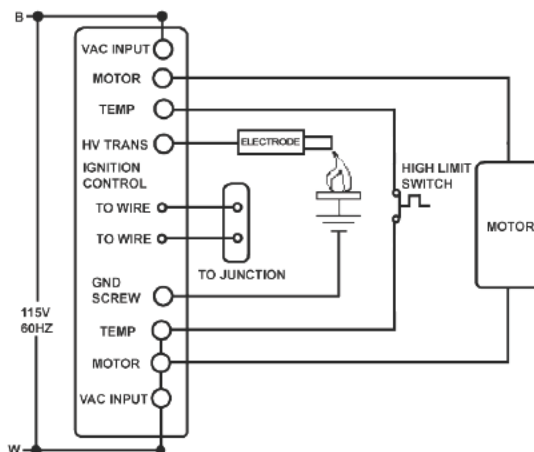 B
VAC INPUT
MOTOR
TEMP
HV TRANS
ELECTRODE
IGNITION
CONTROL
HIGH LIMIT
SWITCH
TO WIRE
TO WIRE
MOTOR
TO JUNCTION
GND
SCREW
115V
60HZ
TEMP
MOTOR
VAC INPUT
W